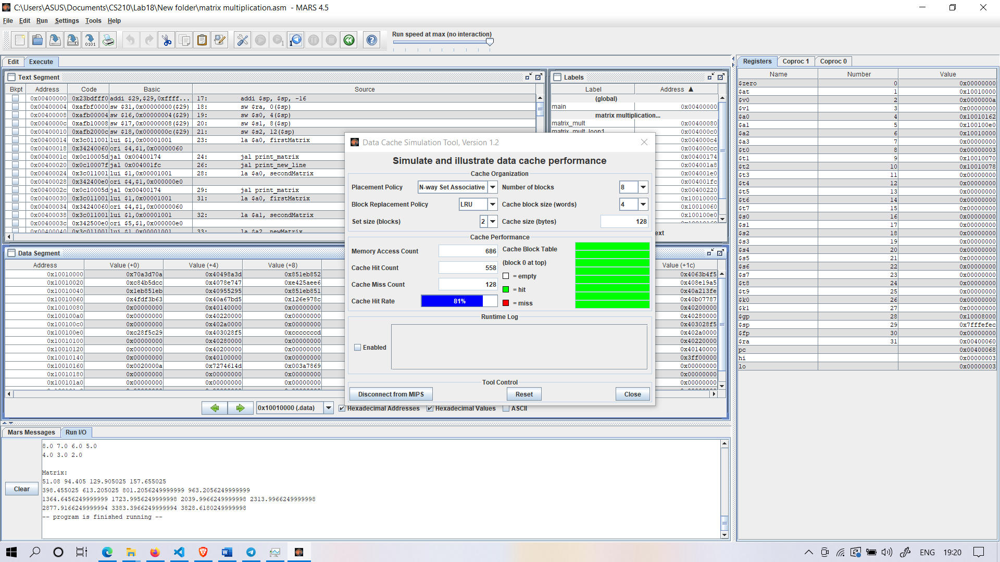 C:\Users\ASUS\Documents\CS210\Lab18\New folder\matrix multiplication.asm - MARS 4.5
File Edit Run Settings Tools Help
Run speed at max (no interaction)
Edit Execute
Text Segment
Bkpt Address Code Basic Source
0x00400000 0x23bdfff0 addi $29,$29,0xffff... 17: addi $sp, $sp, -16
0x00400004 0xafbf0000 sw $31,0x00000000($29) 18: sw $ra, 0($sp)
0x00400008 0xafb00004 sw $16,0x00000004($29) 19: sw $s0, 4($sp)
0x0040000c 0xafb10008 sw $17,0x00000008($29) 20: sw $s1, 8($sp)
0x00400010 0xafb2000c sw $18,0x0000000c($29) 21: sw $s2, 12($sp)
0x00400014 0x3c011001 lui $1,0x00001001 23: la $a0, firstMatrix
0x00400018 0x34240060 ori $4,$1,0x00000060
0x0040001c 0x0c10005d jal 0x00400174 24: jal print_matrix
0x00400020 0x0c10007f jal 0x004001fc 26: jal print_new_line
0x00400024 0x3c011001 lui $1,0x00001001 28: la $a0, secondMatrix
0x00400028 0x342400e0 ori $4,$1,0x000000e0
0x0040002c 0x0c10005d jal 0x00400174 29: jal print_matrix
0x00400030 0x3c011001 lui $1,0x00001001 31: la $a0, firstMatrix
0x00400034 0x34240060 ori $4,$1,0x00000060
0x00400038 0x3c011001 lui $1,0x00001001 32: la $a1, secondMatrix
0x0040003c 0x342500e0 ori $5,$1,0x000000e0
0x00400040 0x3c011001 lui $1,0x00001001 33: la $a2, newMatrix
Labels
Label Address ▲
(global)
main 0x00400000
matrix multiplication...
matrix_mult 0x00400080
matrix_mult_loop1 0x004000c0
0x004000c4
0x004000cc
0x00400174
0x004001a8
0x004001e0
0x004001fc
0x00400220
0x10010000
0x10010060
0x100100e0
0x10010160
ext
Data Cache Simulation Tool, Version 1.2
Simulate and illustrate data cache performance
Cache Organization
Placement Policy N-way Set Associative Number of blocks 8
Block Replacement Policy LRU Cache block size (words) 4
Set size (blocks) 2 Cache size (bytes) 128
Cache Performance
Memory Access Count 686 Cache Block Table
Cache Hit Count 558 (block 0 at top)
= empty
Cache Miss Count 128 = hit
Cache Hit Rate 81% = miss
Runtime Log
Enabled
Tool Control
Disconnect from MIPS Reset Close
Data Segment
Address Value (+0) Value (+4) Value (+8) Value (+1c)
0x10010000 0x70a3d70a 0x40498a3d 0x851eb852 0x4063b4f5
0x10010020 0xc84b5dcc 0x4078e747 0xe425aee6 0x408e19a5
0x10010040 0x1eb851eb 0x40955295 0x851eb851 0x40a213fe
0x10010060 0x4fdf3b63 0x40a67bd5 0x126e978c 0x40b07787
0x10010080 0x00000000 0x40140000 0x00000000 0x40200000
0x100100a0 0x00000000 0x40220000 0x00000000 0x40280000
0x100100c0 0x00000000 0x402a0000 0x00000000 0x403028f5
0x100100e0 0xc28f5c29 0x403028f5 0xcccccccd 0x402a0000
0x10010100 0x00000000 0x40280000 0x00000000 0x40220000
0x10010120 0x00000000 0x40200000 0x00000000 0x40140000
0x10010140 0x00000000 0x40100000 0x00000000 0x3ff00000
0x10010160 0x0020000a 0x7274614d 0x003a7869 0x00000000
0x10010180 0x00000000 0x00000000 0x00000000 0x00000000
0x100101a0 0x00000000 0x00000000 0x00000000 0x00000000
0x10010000 (.data) Hexadecimal Addresses Hexadecimal Values ASCII
Registers Coproc 1 Coproc 0
Name Number Value
$zero 0 0x00000000
$at 1 0x10010000
$v0 2 0x0000000a
$v1 3 0x00000000
$a0 4 0x10010162
$a1 5 0x100100e0
$a2 6 0x10010000
$a3 7 0x00000000
$t0 8 0x00000003
$t1 9 0x10010070
$t2 10 0x10010078
$t3 11 0x00000000
$t4 12 0x00000000
$t5 13 0x00000000
$t6 14 0x00000000
$t7 15 0x00000000
$s0 16 0x00000000
$s1 17 0x00000000
$s2 18 0x00000000
$s3 19 0x00000000
$s4 20 0x00000000
$s5 21 0x00000000
$s6 22 0x00000000
$s7 23 0x00000000
$t8 24 0x00000000
$t9 25 0x00000000
$k0 26 0x00000000
$k1 27 0x00000000
$gp 28 0x10008000
$sp 29 0x7fffefec
$fp 30 0x00000000
$ra 31 0x00400060
pc 0x00400068
hi 0x00000003
lo 0x00000003
Mars Messages Run I/O
8.0 7.0 6.0 5.0
4.0 3.0 2.0
Matrix:
51.08 94.405 129.905025 157.655025
398.455025 613.205025 801.2056249999999 963.2056249999999
1364.6456249999999 1723.9956249999998 2039.9966249999998 2313.9966249999998
2877.9166249999994 3383.3966249999994 3828.6180249999998
-- program is finished running --
Clear
ENG 19:20